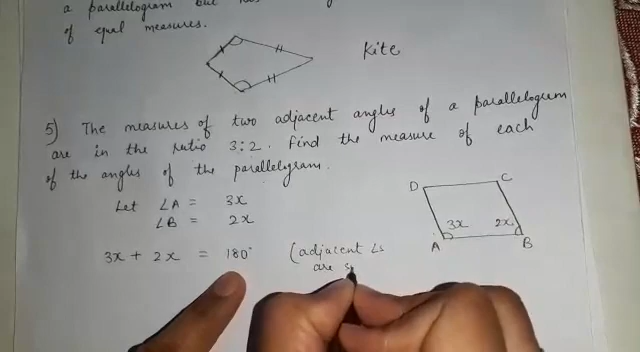 a parallelogram but has
of equal measures.
Kite
5) The measures of two adjacent angles of a parallelogram
are in the ratio 3:2. Find the measure of each
of the angles of the parallelogram.
Let ∠A = 3x
∠B = 2x
D C
3x 2x
A B
3x + 2x = 180° (adjacent ∠s
are s